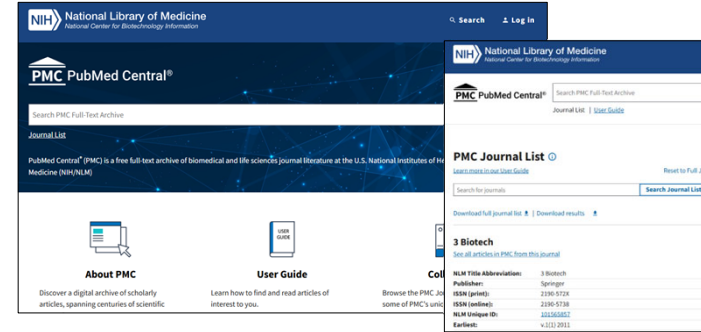 NIH National Library of Medicine
National Center for Biotechnology Information
Search Log in
PMC PubMed Central®
Search PMC Full-Text Archive
Journal List
PubMed Central® (PMC) is a free full-text archive of biomedical and life sciences journal literature at the U.S. National Institutes of He
Medicine (NIH/NLM)
USER
GUIDE
About PMC
Discover a digital archive of scholarly
articles, spanning centuries of scientific
User Guide
Learn how to find and read articles of
interest to you.
Coll
Browse the PMC Jo
some of PMC's uniq
NIH National Library of Medicine
National Center for Biotechnology Information
PMC PubMed Central®
Search PMC Full-Text Archive
Journal List | User Guide
PMC Journal List
Learn more in our User Guide
Reset to Full J
Search for journals
Search Journal List
Download full journal list | Download results
3 Biotech
See all articles in PMC from this journal
NLM Title Abbreviation: 3 Biotech
Publisher: Springer
ISSN (print): 2190-572X
ISSN (online): 2190-5738
NLM Unique ID: 101565857
Earliest: v.1(1) 2011